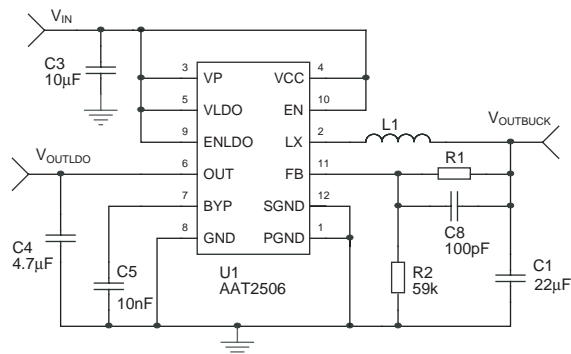 VIN
C3
10μF
3 VP VCC 4
5 VLDO EN 10
9 ENLDO LX 2
L1
VOUTBUCK
VOUTLDO
6 OUT FB 11
R1
7 BYP SGND 12
C8
100pF
8 GND PGND 1
C4
4.7μF
C5
10nF
U1
AAT2506
R2
59k
C1
22μF